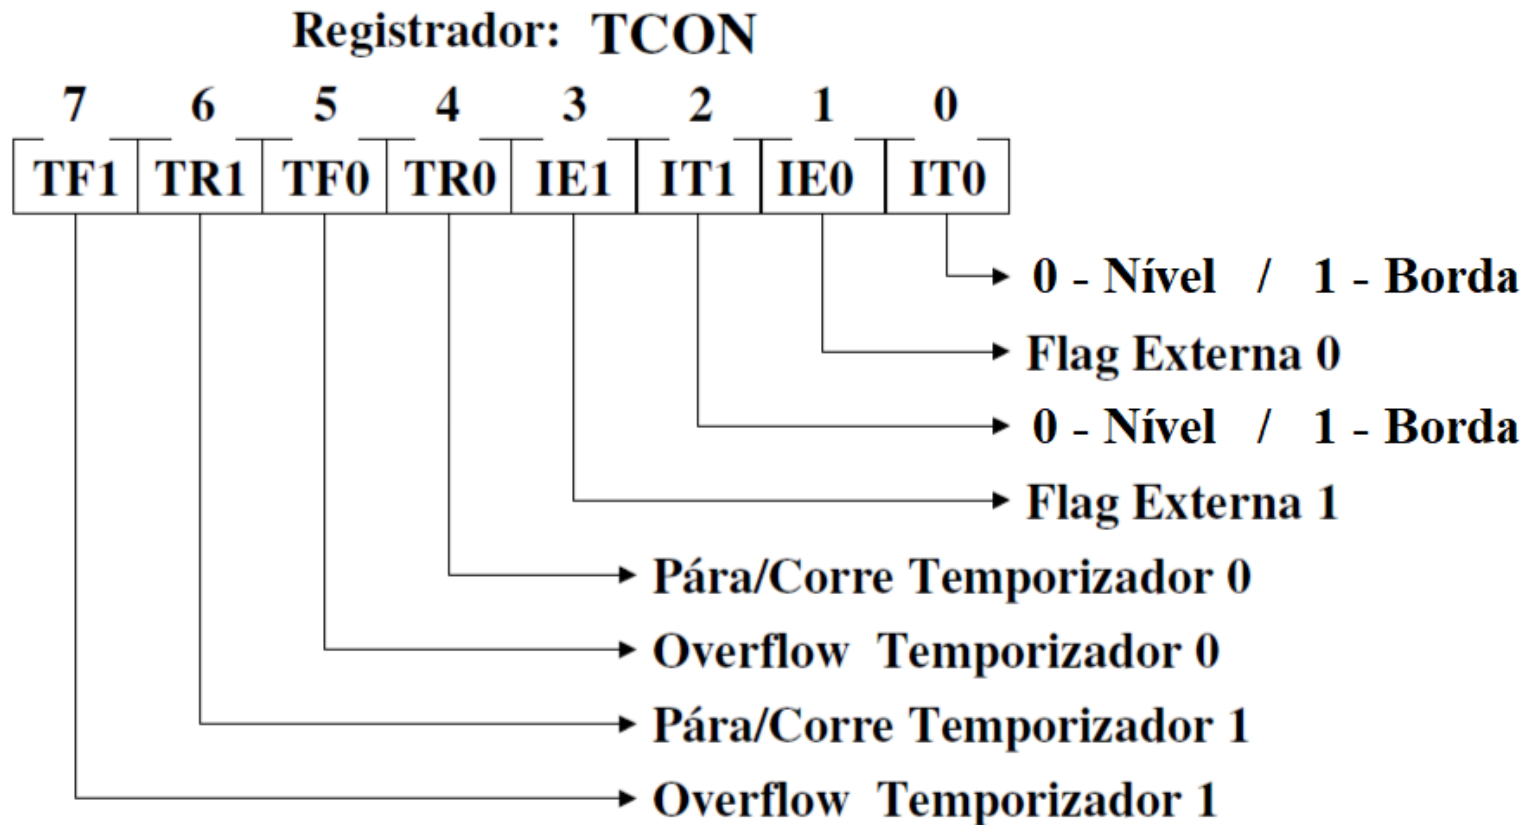 Registrador: TCON
7 6 5 4 3 2 1 0
TF1 TR1 TF0 TR0 IE1 IT1 IE0 IT0
0 - Nível / 1 - Borda
Flag Externa 0
0 - Nível / 1 - Borda
Flag Externa 1
Pára/Corre Temporizador 0
Overflow Temporizador 0
Pára/Corre Temporizador 1
Overflow Temporizador 1